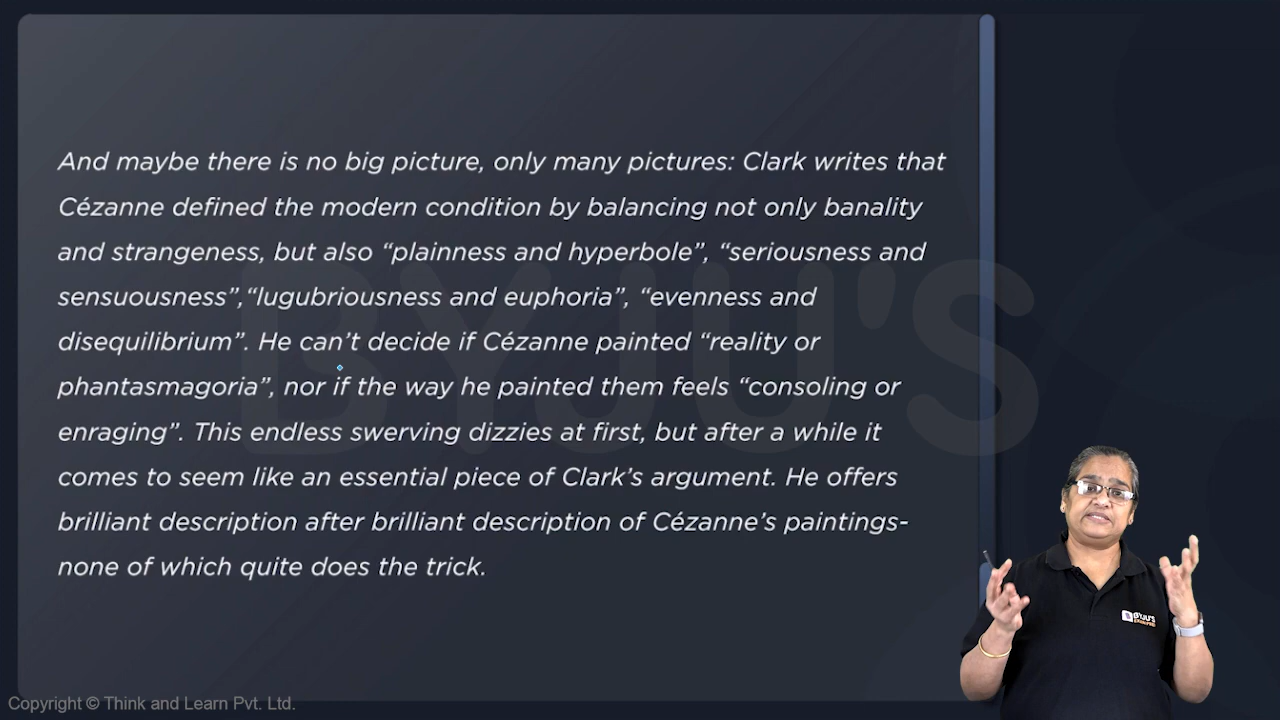 And maybe there is no big picture, only many pictures: Clark writes that
Cézanne defined the modern condition by balancing not only banality
and strangeness, but also “plainness and hyperbole”, “seriousness and
sensuousness”,“lugubriousness and euphoria”, “evenness and
disequilibrium”. He can’t decide if Cézanne painted “reality or
phantasmagoria”, nor if the way he painted them feels “consoling or
enraging”. This endless swerving dizzies at first, but after a while it
comes to seem like an essential piece of Clark’s argument. He offers
brilliant description after brilliant description of Cézanne’s paintings-
none of which quite does the trick.
BYJU'S
BYJU'S
Copyright © Think and Learn Pvt. Ltd.